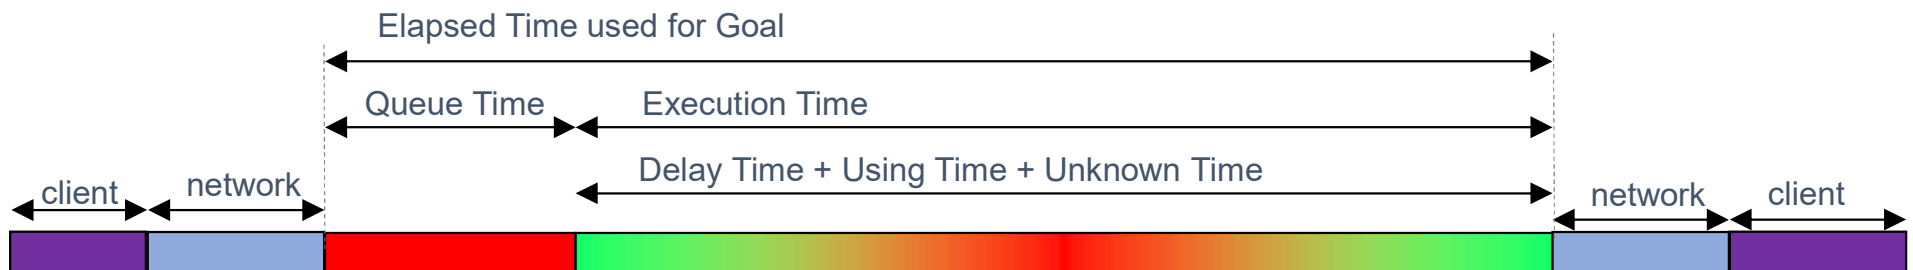 Elapsed Time used for Goal
Queue Time
Execution Time
Delay Time + Using Time + Unknown Time
client
network
network
client